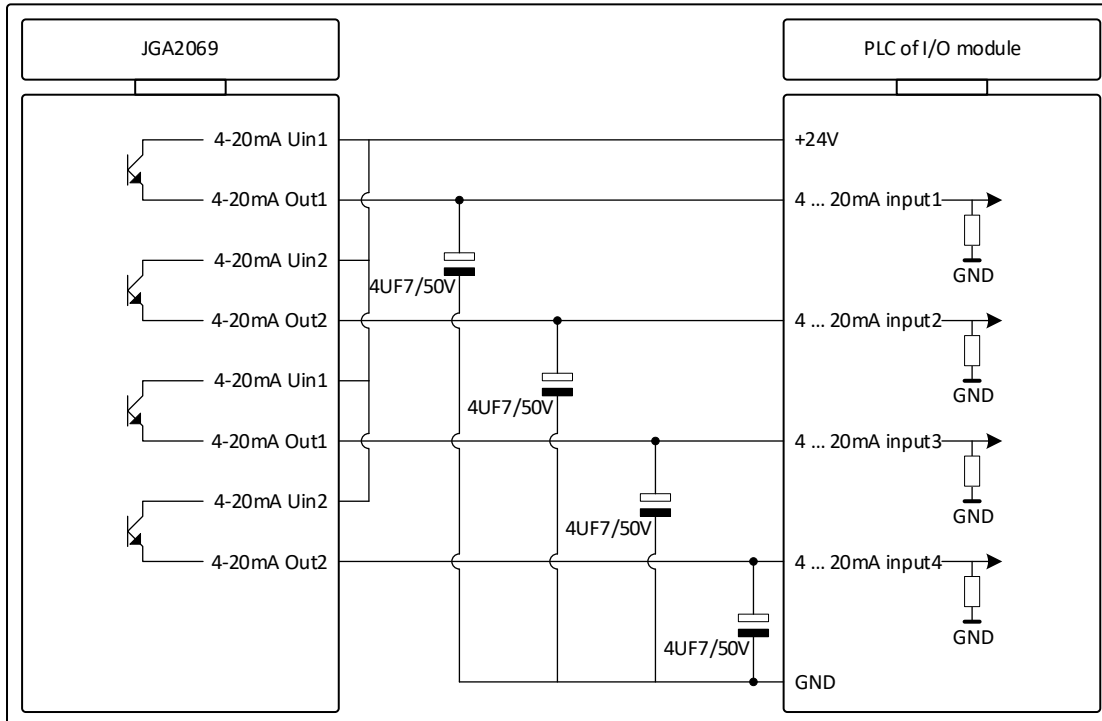 JGA2069
PLC of I/O module
4-20mA Uin1
+24V
4-20mA Out1
4 ... 20mA input1
4-20mA Uin2
GND
4UF7/50V
4-20mA Out2
4 ... 20mA input2
4-20mA Uin1
GND
4UF7/50V
4-20mA Out1
4 ... 20mA input3
4-20mA Uin2
GND
4UF7/50V
4-20mA Out2
4 ... 20mA input4
GND
4UF7/50V
GND